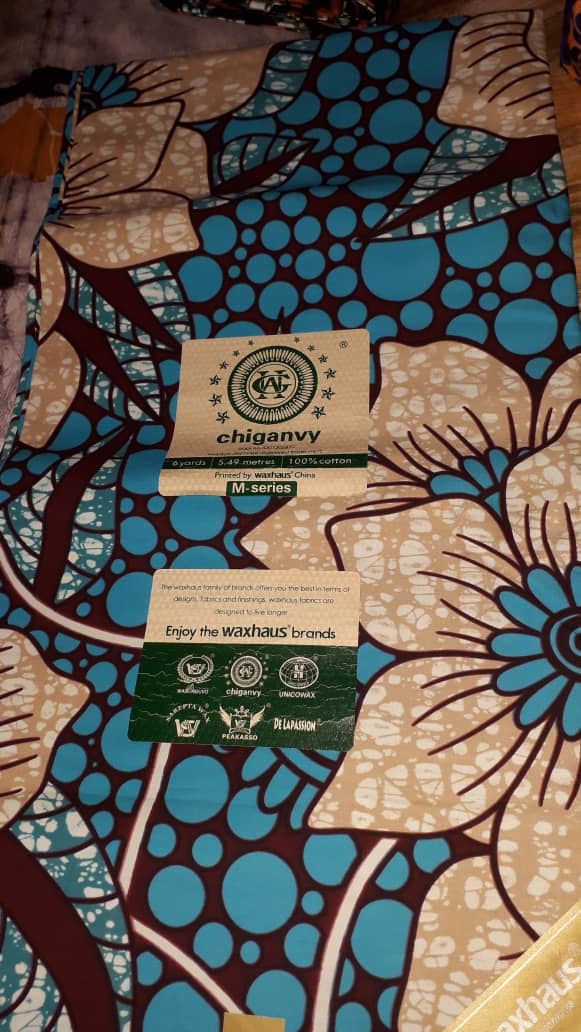 ®
chiganvy
6 yards | 5.49 metres | 100% cotton
Printed by waxhaus® China
M-series
The waxhaus family of brands offers you the best in terms of
designs, fabrics and finishings. waxhaus fabrics are
designed to live longer
Enjoy the waxhaus® brands
chiganvy
UNICOWAX
PEAKASSO
DE LAPASSION
xhaus